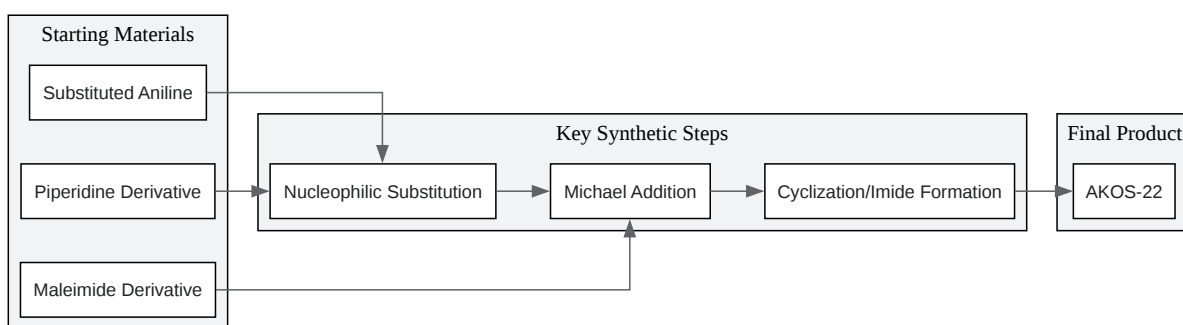 Starting Materials
Substituted Aniline
Piperidine Derivative
Maleimide Derivative
Key Synthetic Steps
Nucleophilic Substitution
Michael Addition
Cyclization/Imide Formation
Final Product
AKOS-22